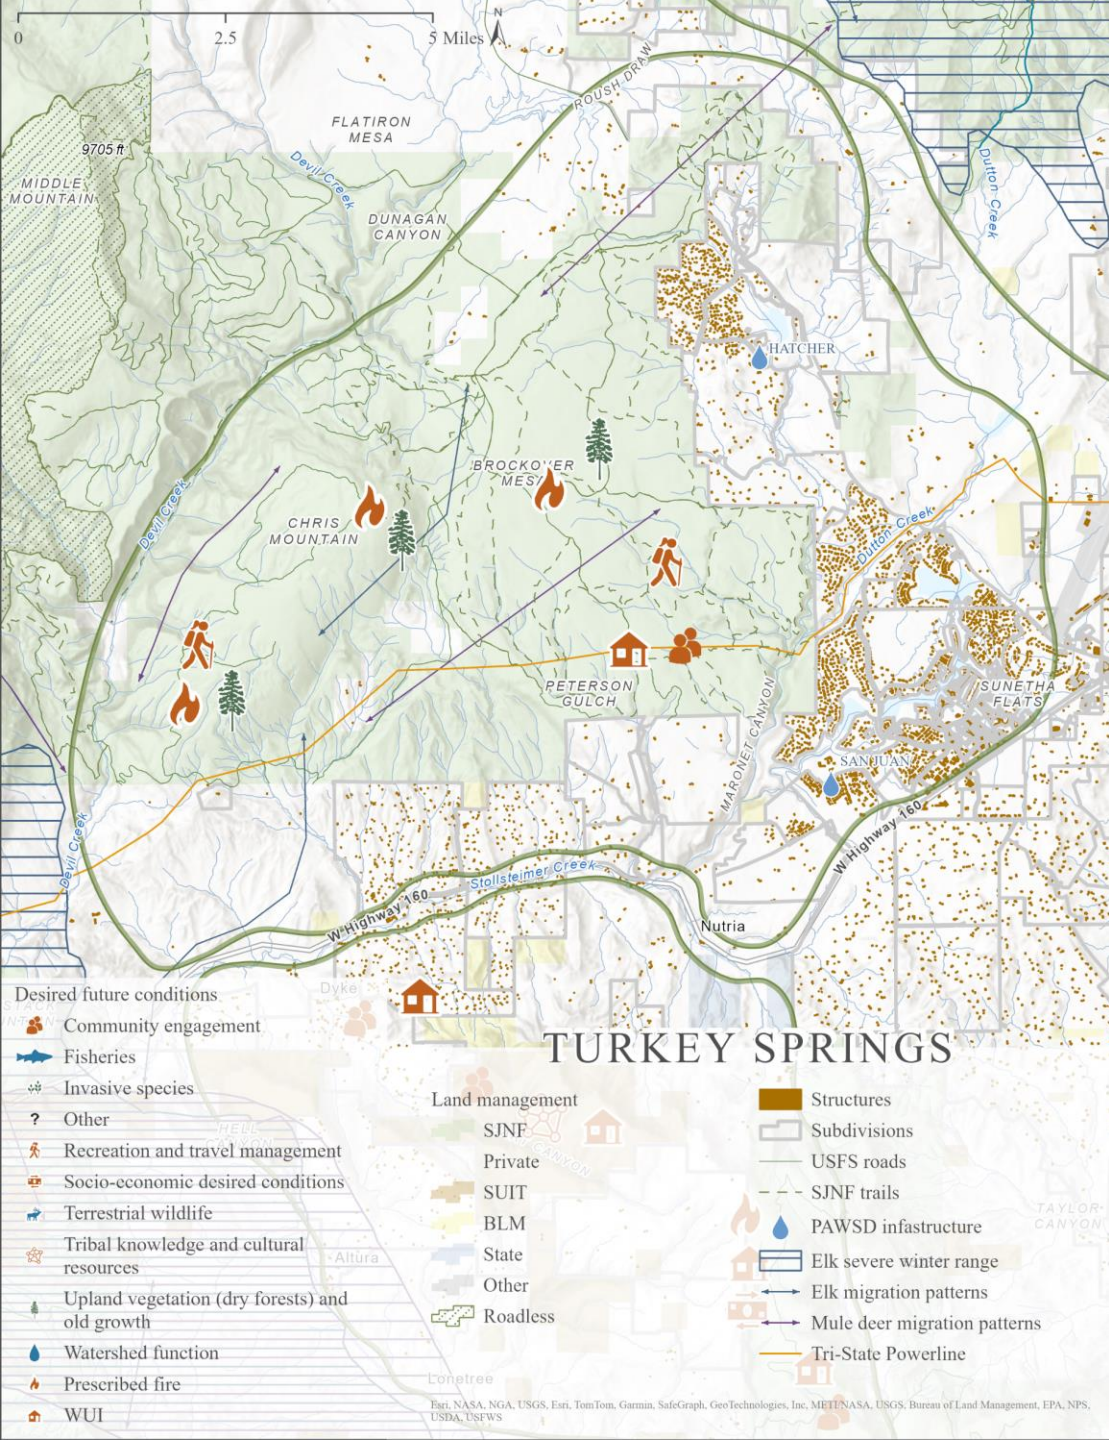 0 2.5 5 Miles N
ROUSH DRAW
FLATIRON
MESA
9705 ft
Devil Creek
Dutton Creek
MIDDLE
MOUNTAIN
DUNAGAN
CANYON
HATCHER
BROCKOVER
MESA
Devil Creek
CHRIS
MOUNTAIN
Dutton Creek
PETERSON
GULCH
SUNETHA
FLATS
MARONET CANYON
SAN JUAN
W Highway 160
Devil Creek
Stollsteimer Creek
W Highway 160
Nutria
Dyke
TURKEY SPRINGS
Desired future conditions
Community engagement
Fisheries
Invasive species
? Other
Recreation and travel management
Socio-economic desired conditions
Terrestrial wildlife
Tribal knowledge and cultural
resources
Upland vegetation (dry forests) and
old growth
Watershed function
Prescribed fire
WUI
Land management
SJNF
Private
SUIT
BLM
State
Other
Roadless
Structures
Subdivisions
USFS roads
SJNF trails
PAWSD infastructure
Elk severe winter range
Elk migration patterns
Mule deer migration patterns
Tri-State Powerline
HELL
CANYON
CANYON
TAYLOR
CANYON
Altura
Lonetree
Esri, NASA, NGA, USGS, Esri, TomTom, Garmin, SafeGraph, GeoTechnologies, Inc, METI/NASA, USGS, Bureau of Land Management, EPA, NPS,
USDA, USFWS